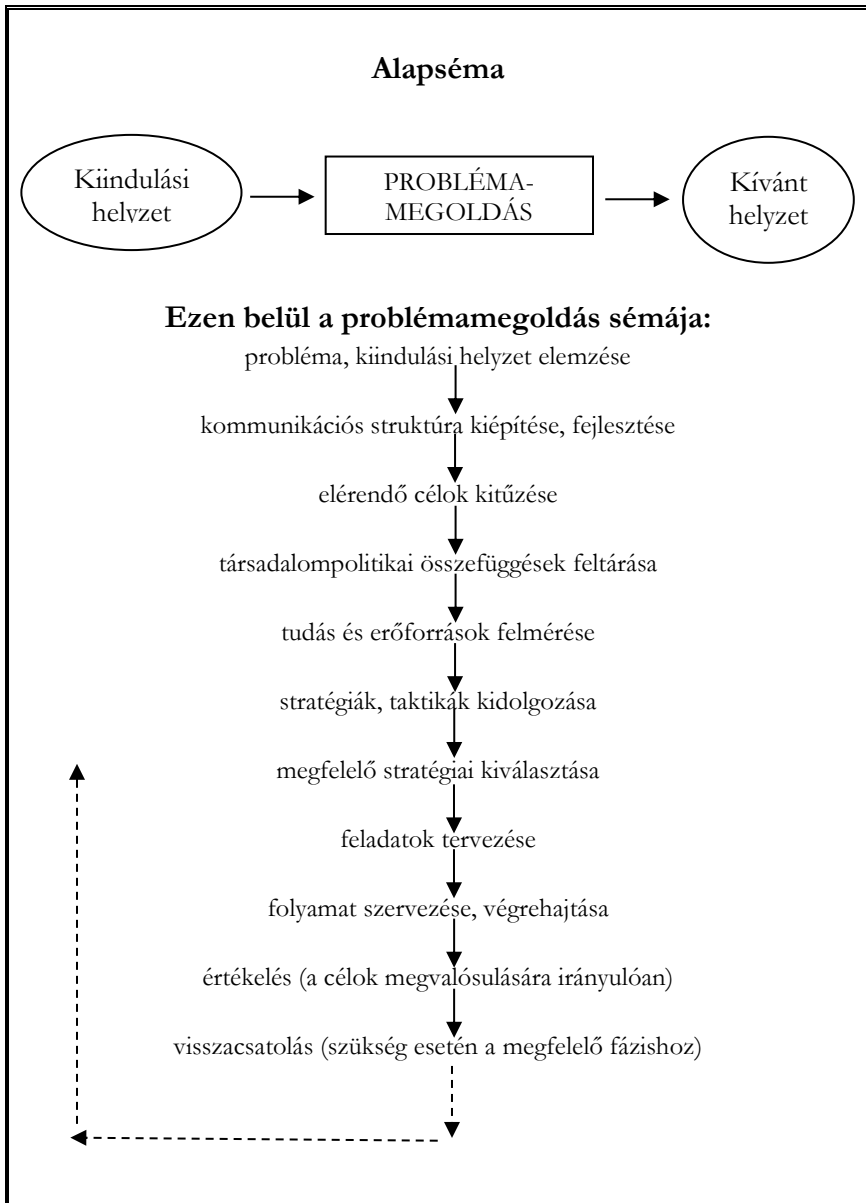 Alapséma
Kiindulási
helyzet
PROBLÉMA-
MEGOLDÁS
Kívánt
helyzet
Ezen belül a problémamegoldás sémája:
probléma, kiindulási helyzet elemzése
kommunikációs struktúra kiépítése, fejlesztése
elérendő célok kitűzése
társadalompolitikai összefüggések feltárása
tudás és erőforrások felmérése
stratégiák, taktikák kidolgozása
megfelelő stratégiai kiválasztása
feladatok tervezése
folyamat szervezése, végrehajtása
értékelés (a célok megvalósulására irányulóan)
visszacsatolás (szükség esetén a megfelelő fázishoz)